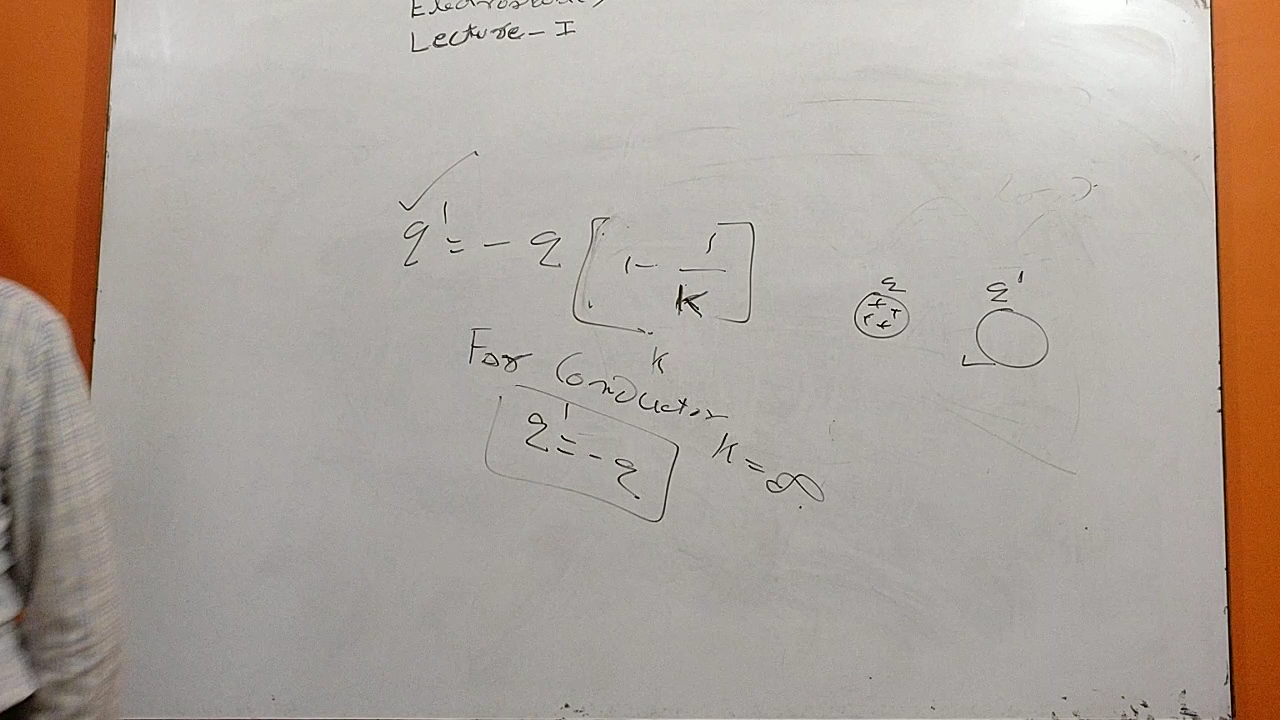 Lecture - I
q' = - q [ 1 - 1/K ]
K
For Conductor
K = ∞
q' = - q
q
+ + + +
q'